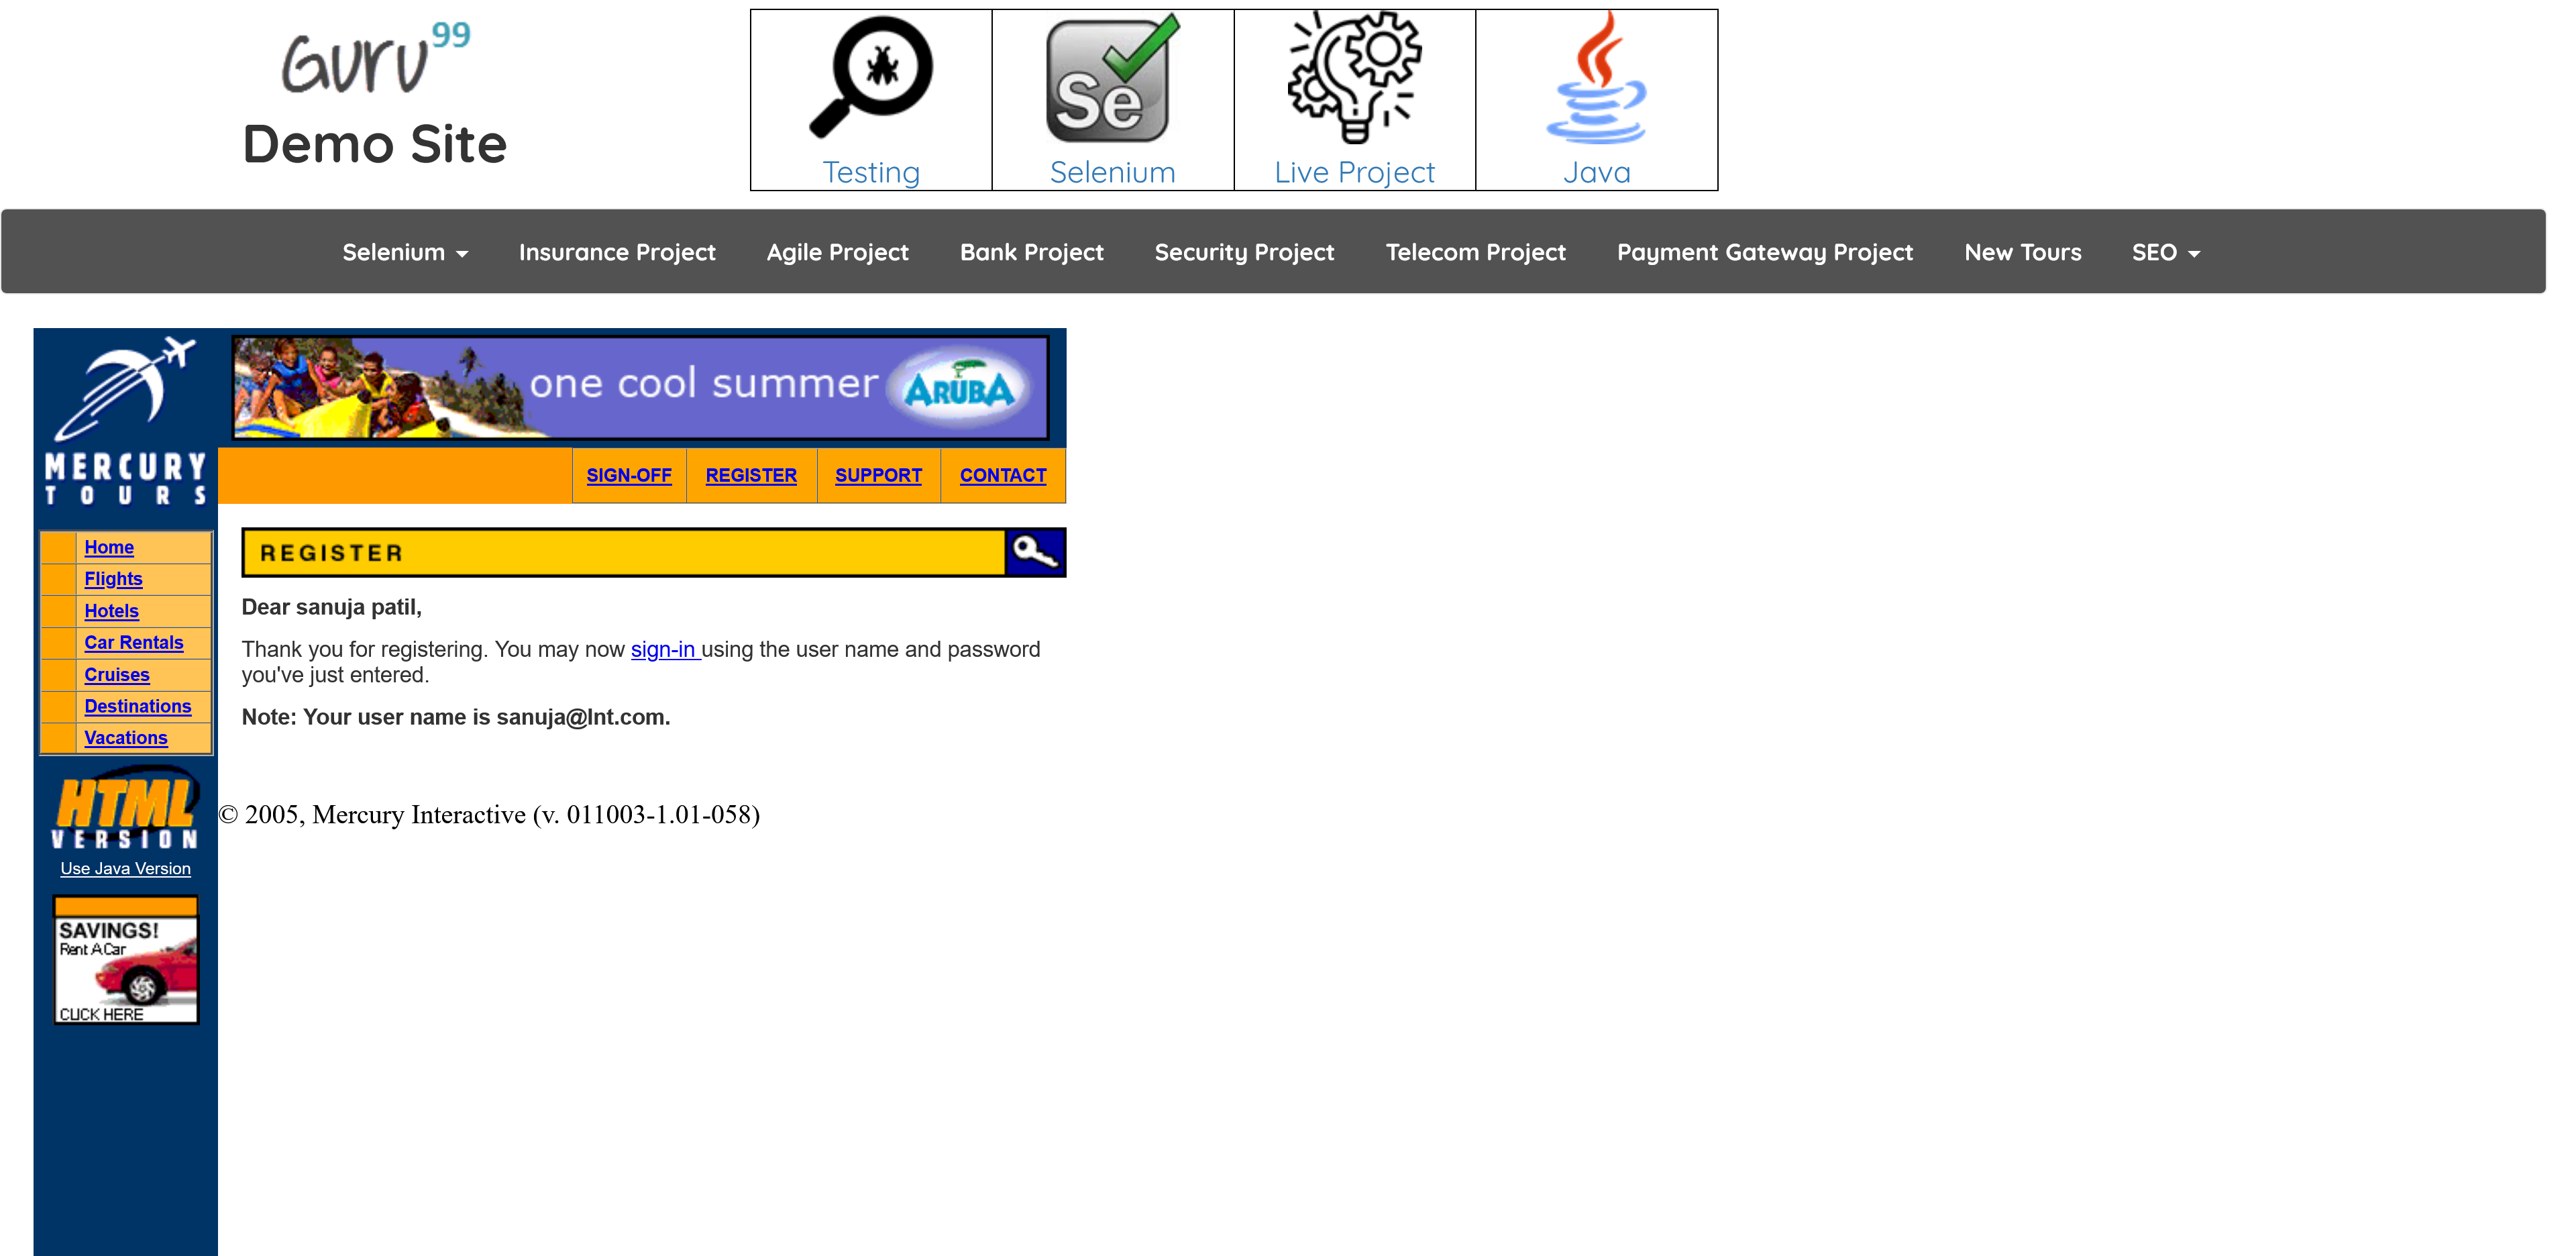 Guru99
Demo Site
Testing
Selenium
Live Project
Java
Selenium
Insurance Project
Agile Project
Bank Project
Security Project
Telecom Project
Payment Gateway Project
New Tours
SEO
one cool summer
ARUBA
MERCURY
TOURS
SIGN-OFF
REGISTER
SUPPORT
CONTACT
Home
Flights
Hotels
Car Rentals
Cruises
Destinations
Vacations
HTML
VERSION
Use Java Version
SAVINGS!
Rent A Car
CLICK HERE
REGISTER
Dear sanuja patil,
Thank you for registering. You may now sign-in using the user name and password
you've just entered.
Note: Your user name is sanuja@lnt.com.
© 2005, Mercury Interactive (v. 011003-1.01-058)